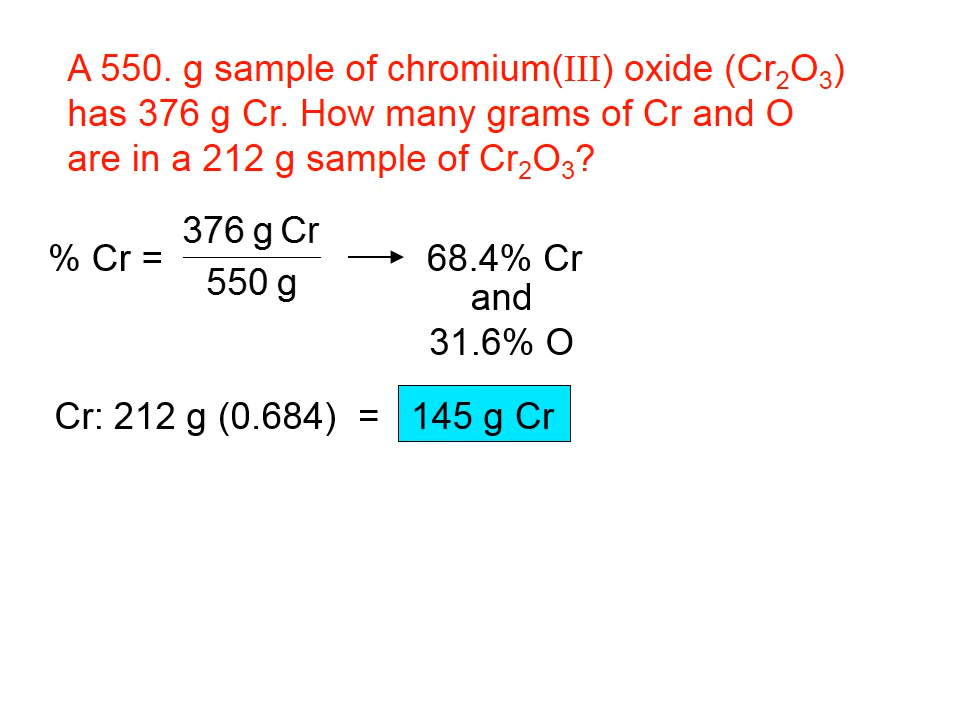 A 550. g sample of chromium(III) oxide (Cr₂O₃)
has 376 g Cr. How many grams of Cr and O
are in a 212 g sample of Cr₂O₃?
376 g Cr
% Cr = ⟶ 68.4% Cr
550 g
and
31.6% O
Cr: 212 g (0.684) = 145 g Cr